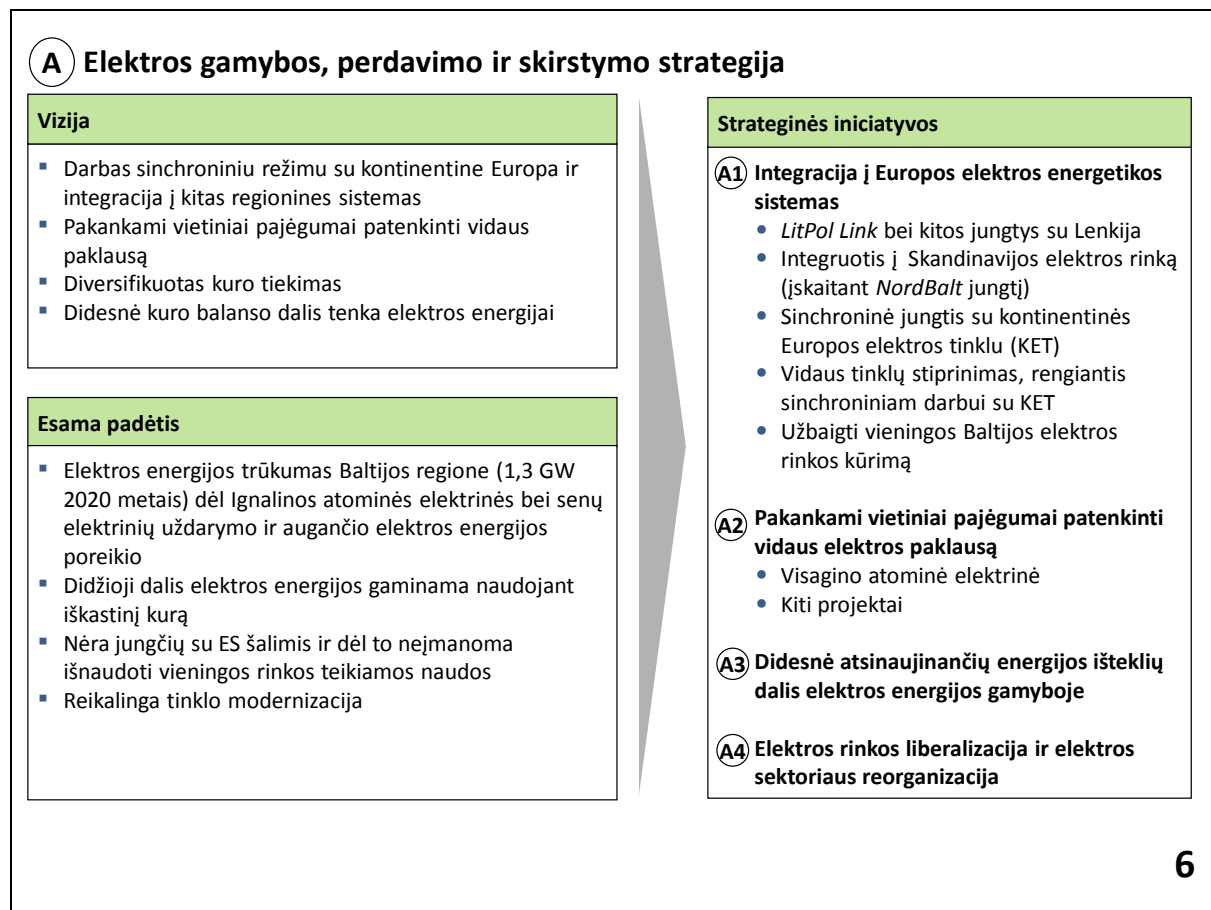 A Elektros gamybos, perdavimo ir skirstymo strategija
Vizija
▪ Darbas sinchroniniu režimu su kontinentine Europa ir
integracija į kitas regionines sistemas
▪ Pakankami vietiniai pajėgumai patenkinti vidaus
paklausą
▪ Diversifikuotas kuro tiekimas
▪ Didesnė kuro balanso dalis tenka elektros energijai
Esama padėtis
▪ Elektros energijos trūkumas Baltijos regione (1,3 GW
2020 metais) dėl Ignalinos atominės elektrinės bei senų
elektrinių uždarymo ir augančio elektros energijos
poreikio
▪ Didžioji dalis elektros energijos gaminama naudojant
iškastinį kurą
▪ Nėra jungčių su ES šalimis ir dėl to neįmanoma
išnaudoti vieningos rinkos teikiamos naudos
▪ Reikalinga tinklo modernizacija
Strateginės iniciatyvos
A1 Integracija į Europos elektros energetikos
sistemas
• LitPol Link bei kitos jungtys su Lenkija
• Integruotis į Skandinavijos elektros rinką
(įskaitant NordBalt jungtį)
• Sinchroninė jungtis su kontinentinės
Europos elektros tinklu (KET)
• Vidaus tinklų stiprinimas, rengiantis
sinchroniniam darbui su KET
• Užbaigti vieningos Baltijos elektros
rinkos kūrimą
A2 Pakankami vietiniai pajėgumai patenkinti
vidaus elektros paklausą
• Visagino atominė elektrinė
• Kiti projektai
A3 Didesnė atsinaujinančių energijos išteklių
dalis elektros energijos gamyboje
A4 Elektros rinkos liberalizacija ir elektros
sektoriaus reorganizacija
6